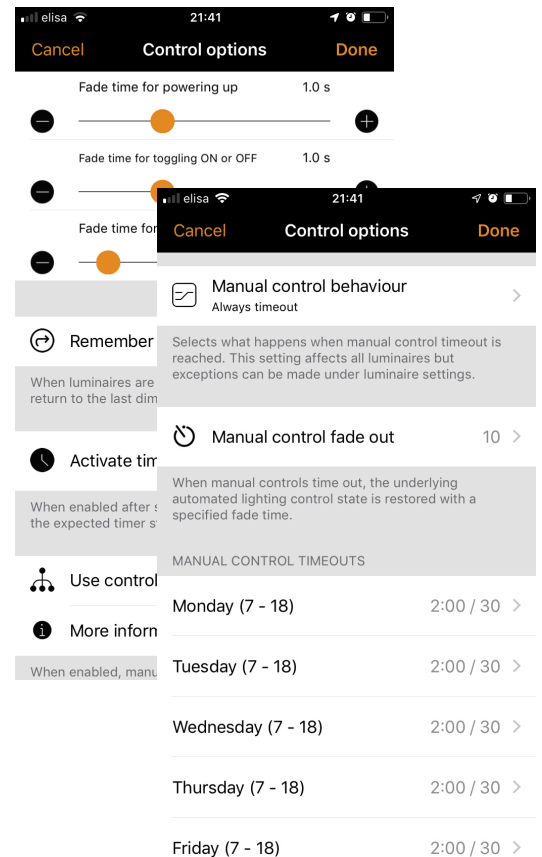 elisa 21:41
Cancel Control options Done
Fade time for powering up 1.0 s
Fade time for toggling ON or OFF 1.0 s
Fade time for
Remember
When luminaires are
return to the last dim
Activate tim
When enabled after s
the expected timer s
Use control
More inform
When enabled, manu
elisa 21:41
Cancel Control options Done
Manual control behaviour
Always timeout
Selects what happens when manual control timeout is
reached. This setting affects all luminaires but
exceptions can be made under luminaire settings.
Manual control fade out 10
When manual controls time out, the underlying
automated lighting control state is restored with a
specified fade time.
MANUAL CONTROL TIMEOUTS
Monday (7 - 18) 2:00 / 30
Tuesday (7 - 18) 2:00 / 30
Wednesday (7 - 18) 2:00 / 30
Thursday (7 - 18) 2:00 / 30
Friday (7 - 18) 2:00 / 30